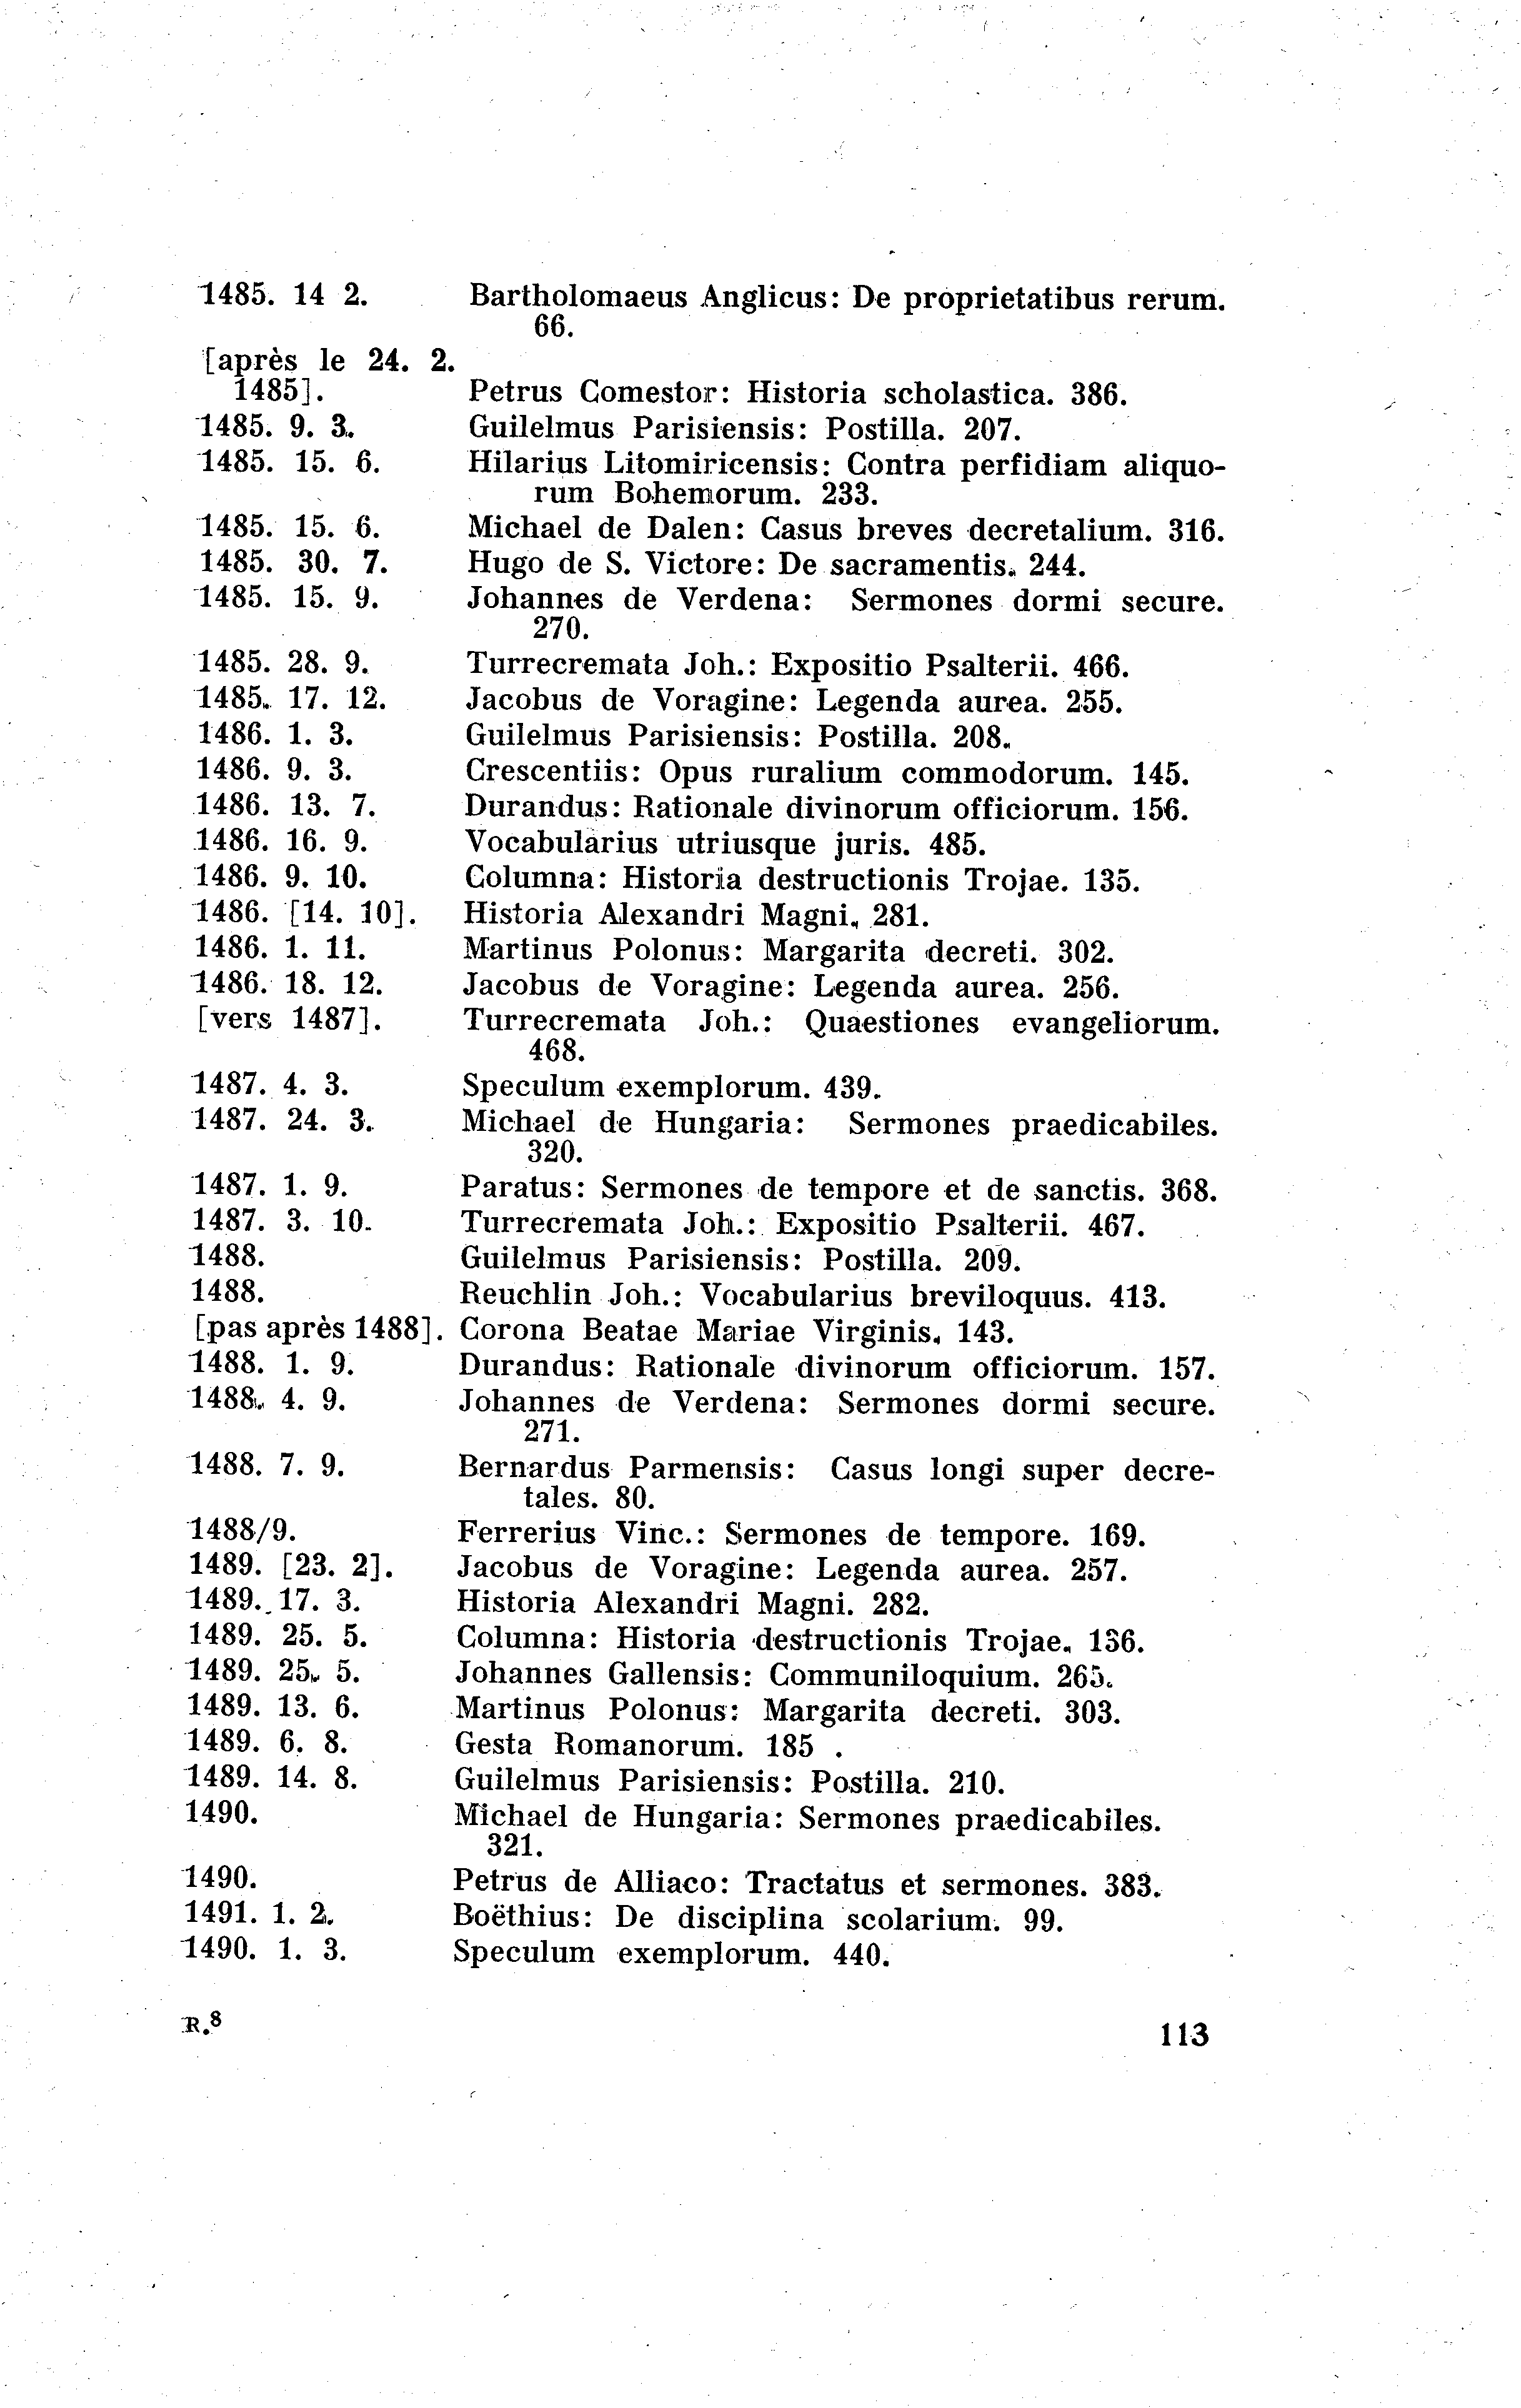 1485. 14 2. Bartholomaeus Anglicus: De proprietatibus rerum.
66.
[après le 24. 2.
1485]. Petrus Comestor: Historia scholastica. 386.
1485. 9. 3. Guilelmus Parisiensis: Postilla. 207.
1485. 15. 6. Hilarius Litomiricensis: Contra perfidiam aliquo-
rum Bohemorum. 233.
1485. 15. 6. Michael de Dalen: Casus breves decretalium. 316.
1485. 30. 7. Hugo de S. Victore: De sacramentis. 244.
1485. 15. 9. Johannes de Verdena: Sermones dormi secure.
270.
1485. 28. 9. Turrecremata Joh.: Expositio Psalterii. 466.
1485. 17. 12. Jacobus de Voragine: Legenda aurea. 255.
1486. 1. 3. Guilelmus Parisiensis: Postilla. 208.
1486. 9. 3. Crescentiis: Opus ruralium commodorum. 145.
1486. 13. 7. Durandus: Rationale divinorum officiorum. 156.
1486. 16. 9. Vocabularius utriusque juris. 485.
1486. 9. 10. Columna: Historia destructionis Trojae. 135.
1486. [14. 10]. Historia Alexandri Magni. 281.
1486. 1. 11. Martinus Polonus: Margarita decreti. 302.
1486. 18. 12. Jacobus de Voragine: Legenda aurea. 256.
[vers 1487]. Turrecremata Joh.: Quaestiones evangeliorum.
468.
1487. 4. 3. Speculum exemplorum. 439.
1487. 24. 3. Michael de Hungaria: Sermones praedicabiles.
320.
1487. 1. 9. Paratus: Sermones de tempore et de sanctis. 368.
1487. 3. 10. Turrecremata Joh.: Expositio Psalterii. 467.
1488. Guilelmus Parisiensis: Postilla. 209.
1488. Reuchlin Joh.: Vocabularius breviloquus. 413.
[pas après 1488]. Corona Beatae Mariae Virginis. 143.
1488. 1. 9. Durandus: Rationale divinorum officiorum. 157.
1488. 4. 9. Johannes de Verdena: Sermones dormi secure.
271.
1488. 7. 9. Bernardus Parmensis: Casus longi super decre-
tales. 80.
1488/9. Ferrerius Vinc.: Sermones de tempore. 169.
1489. [23. 2]. Jacobus de Voragine: Legenda aurea. 257.
1489. 17. 3. Historia Alexandri Magni. 282.
1489. 25. 5. Columna: Historia destructionis Trojae. 136.
1489. 25. 5. Johannes Gallensis: Communiloquium. 265.
1489. 13. 6. Martinus Polonus: Margarita decreti. 303.
1489. 6. 8. Gesta Romanorum. 185 .
1489. 14. 8. Guilelmus Parisiensis: Postilla. 210.
1490. Michael de Hungaria: Sermones praedicabiles.
321.
1490. Petrus de Alliaco: Tractatus et sermones. 383.
1491. 1. 2. Boëthius: De disciplina scolarium. 99.
1490. 1. 3. Speculum exemplorum. 440.
R.8 113